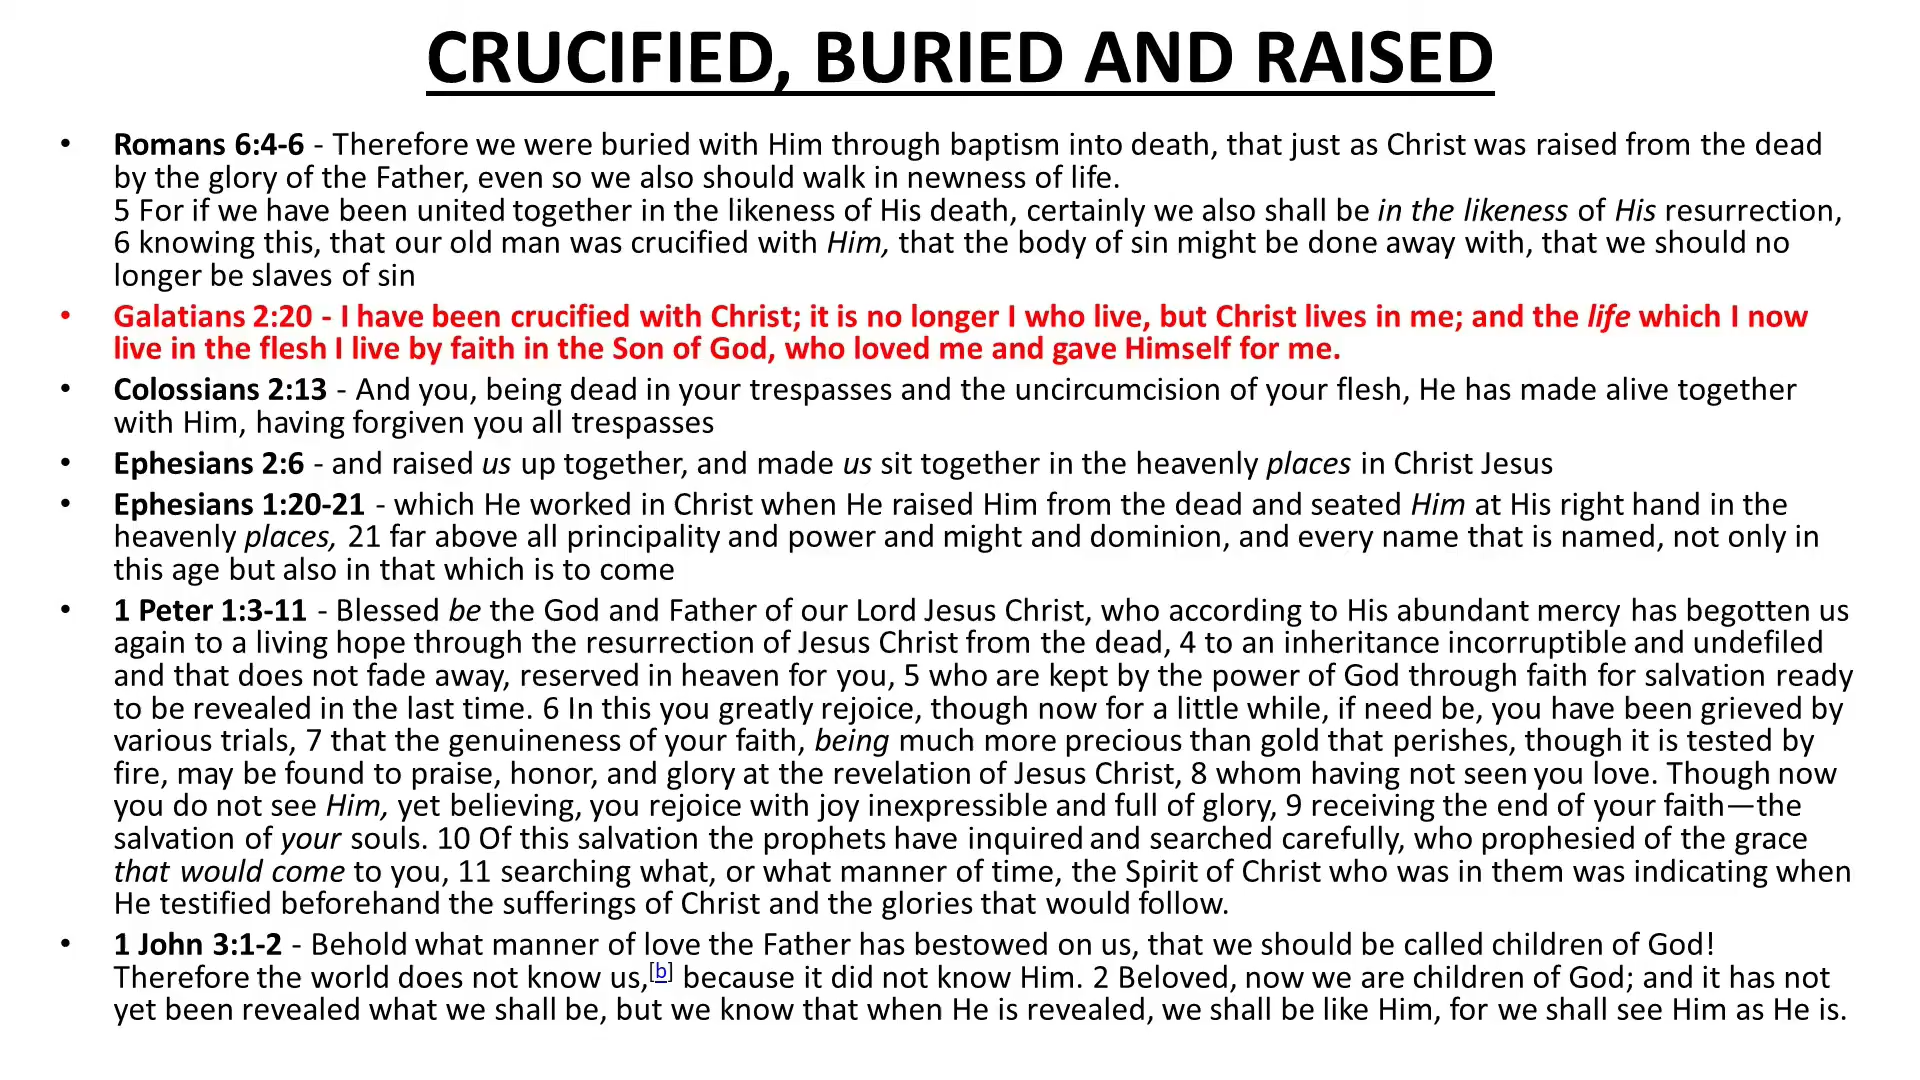 CRUCIFIED, BURIED AND RAISED
• Romans 6:4-6 - Therefore we were buried with Him through baptism into death, that just as Christ was raised from the dead
by the glory of the Father, even so we also should walk in newness of life.
5 For if we have been united together in the likeness of His death, certainly we also shall be in the likeness of His resurrection,
6 knowing this, that our old man was crucified with Him, that the body of sin might be done away with, that we should no
longer be slaves of sin
• Galatians 2:20 - I have been crucified with Christ; it is no longer I who live, but Christ lives in me; and the life which I now
live in the flesh I live by faith in the Son of God, who loved me and gave Himself for me.
• Colossians 2:13 - And you, being dead in your trespasses and the uncircumcision of your flesh, He has made alive together
with Him, having forgiven you all trespasses
• Ephesians 2:6 - and raised us up together, and made us sit together in the heavenly places in Christ Jesus
• Ephesians 1:20-21 - which He worked in Christ when He raised Him from the dead and seated Him at His right hand in the
heavenly places, 21 far above all principality and power and might and dominion, and every name that is named, not only in
this age but also in that which is to come
• 1 Peter 1:3-11 - Blessed be the God and Father of our Lord Jesus Christ, who according to His abundant mercy has begotten us
again to a living hope through the resurrection of Jesus Christ from the dead, 4 to an inheritance incorruptible and undefiled
and that does not fade away, reserved in heaven for you, 5 who are kept by the power of God through faith for salvation ready
to be revealed in the last time. 6 In this you greatly rejoice, though now for a little while, if need be, you have been grieved by
various trials, 7 that the genuineness of your faith, being much more precious than gold that perishes, though it is tested by
fire, may be found to praise, honor, and glory at the revelation of Jesus Christ, 8 whom having not seen you love. Though now
you do not see Him, yet believing, you rejoice with joy inexpressible and full of glory, 9 receiving the end of your faith—the
salvation of your souls. 10 Of this salvation the prophets have inquired and searched carefully, who prophesied of the grace
that would come to you, 11 searching what, or what manner of time, the Spirit of Christ who was in them was indicating when
He testified beforehand the sufferings of Christ and the glories that would follow.
• 1 John 3:1-2 - Behold what manner of love the Father has bestowed on us, that we should be called children of God!
Therefore the world does not know us,[b] because it did not know Him. 2 Beloved, now we are children of God; and it has not
yet been revealed what we shall be, but we know that when He is revealed, we shall be like Him, for we shall see Him as He is.